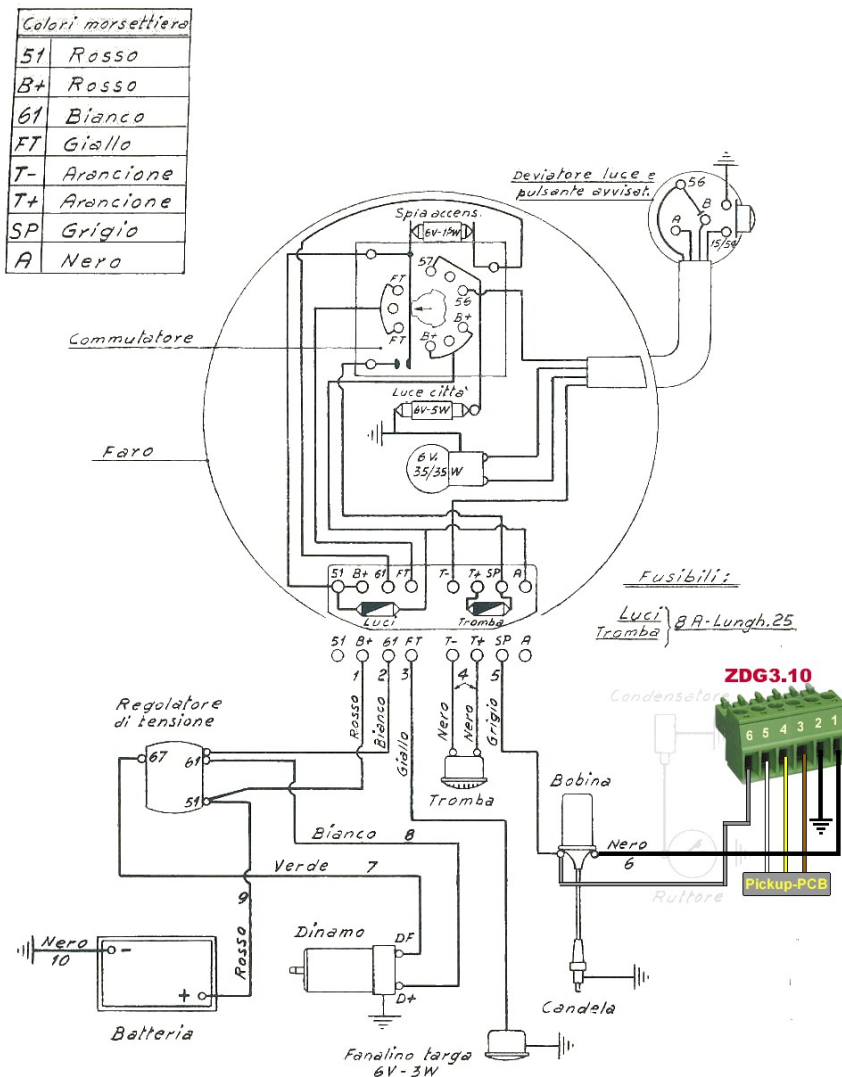 Colori morsettiera
51 Rosso
B+ Rosso
61 Bianco
FT Giallo
T- Arancione
T+ Arancione
SP Grigio
A Nero
Deviatore luce e
pulsante avvisat.
56
B
A
15/54
Spia accens.
6V-1,5W
57
FT
56
B+
FT
B+
Commutatore
Luce città
6V-5W
Faro
6V.
35/35W
51 B+ 61 FT T- T+ SP A
Luci
Tromba
Fusibili:
Luci
Tromba
8A-Lungh.25
51 B+ 61 FT T- T+ SP A
1 2 3 4 5
Rosso
Bianco
Giallo
Nero
Nero
Grigio
ZDG3.10
6 5 4 3 2 1
Condensatore
Regolatore
di tensione
67
61
51
Tromba
Bobina
Nero
6
Pickup-PCB
Ruttore
Bianco 8
Verde 7
9
Rosso
Nero
10
-
+
Batteria
Dinamo
DF
D+
Candela
Fanalino targa
6V-3W